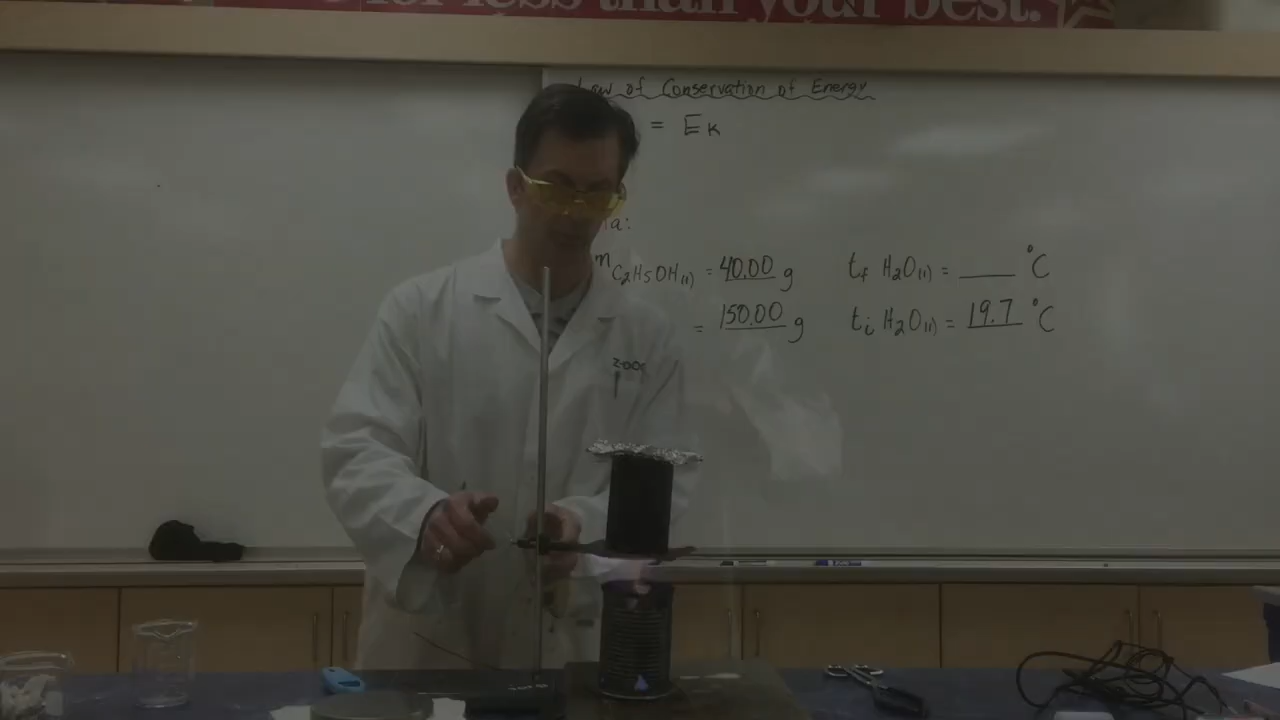 for less than your best.
Law of Conservation of Energy
= Ek
ta:
m C₂H₅OH(l) = 40.00 g
tf H₂O(l) = ____ °C
= 150.00 g
ti H₂O(l) = 19.7 °C